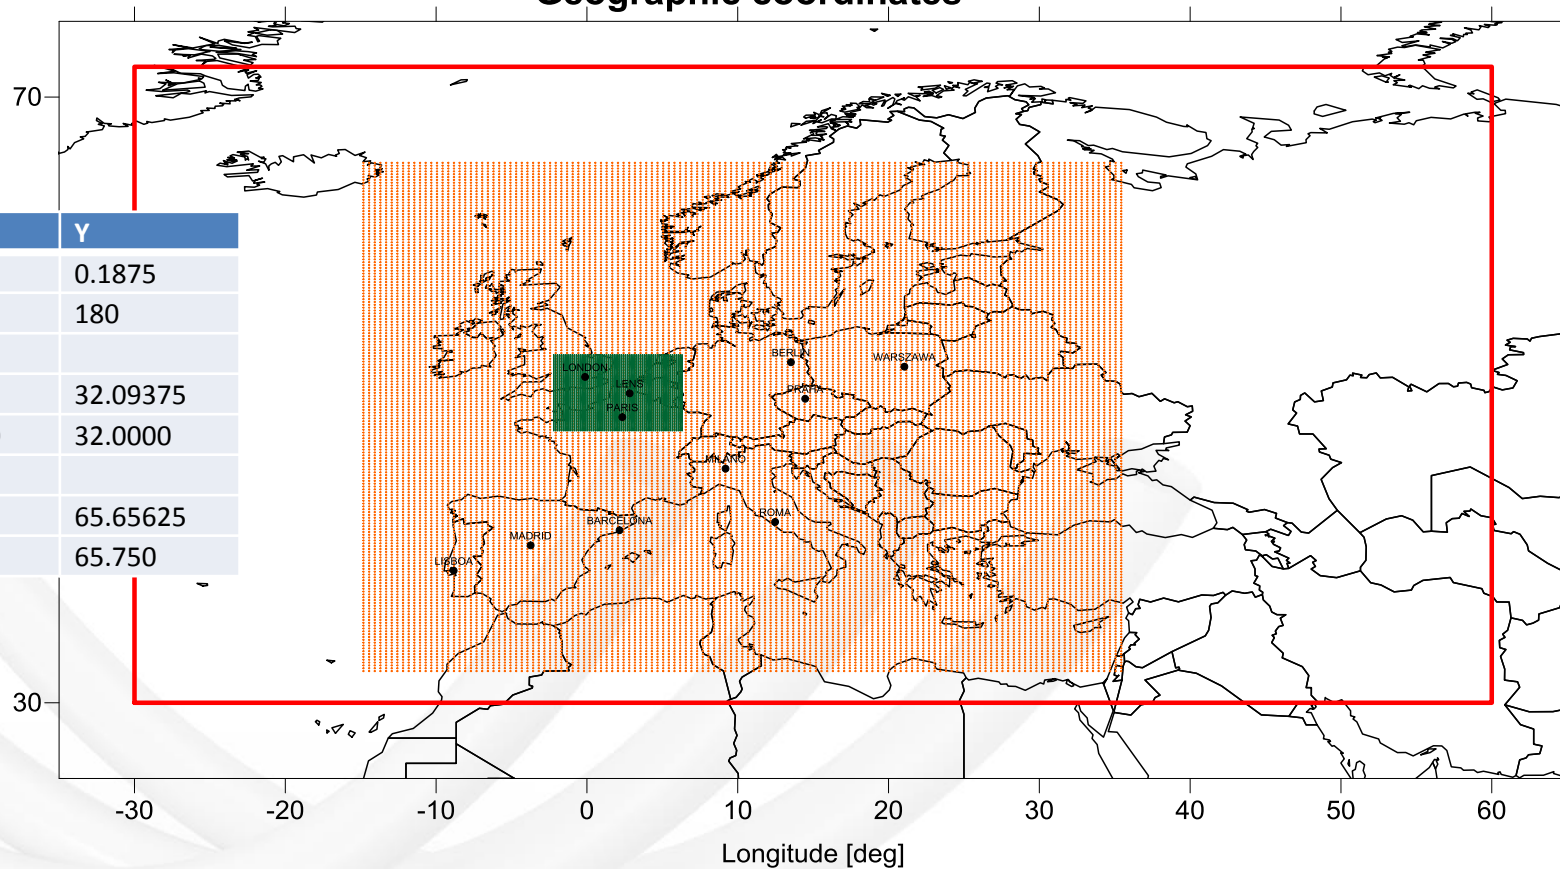 Geographic coordinates
70
Y
0.1875
180
32.09375
32.0000
65.65625
65.750
LONDON
LENS
PARIS
BERLIN
WARSZAWA
PRAHA
MILANO
ROMA
BARCELONA
MADRID
LISBOA
30
-30 -20 -10 0 10 20 30 40 50 60
Longitude [deg]